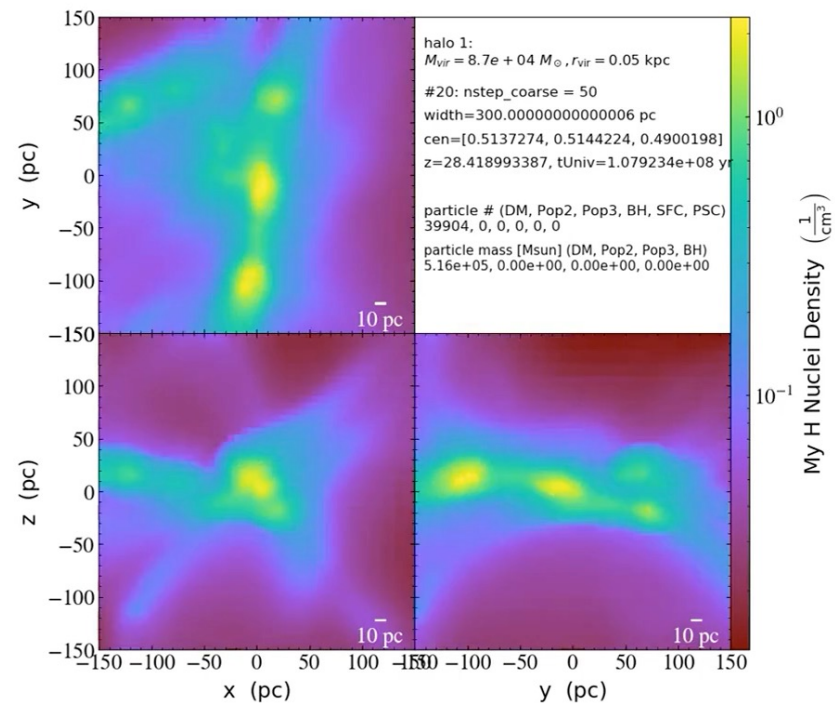 150
100
50
0
−50
−100
−150
y (pc)
10 pc
halo 1:
M_vir = 8.7e + 04 M_⊙, r_vir = 0.05 kpc
#20: nstep_coarse = 50
width=300.00000000000006 pc
cen=[0.5137274, 0.5144224, 0.4900198]
z=28.418993387, tUniv=1.079234e+08 yr
particle # (DM, Pop2, Pop3, BH, SFC, PSC)
39904, 0, 0, 0, 0, 0
particle mass [Msun] (DM, Pop2, Pop3, BH)
5.16e+05, 0.00e+00, 0.00e+00, 0.00e+00
10⁰
10⁻¹
My H Nuclei Density (1/cm³)
100
50
0
−50
−100
−150
z (pc)
10 pc
10 pc
−150 −100 −50 0 50 100 150
x (pc)
−150 −100 −50 0 50 100 150
y (pc)